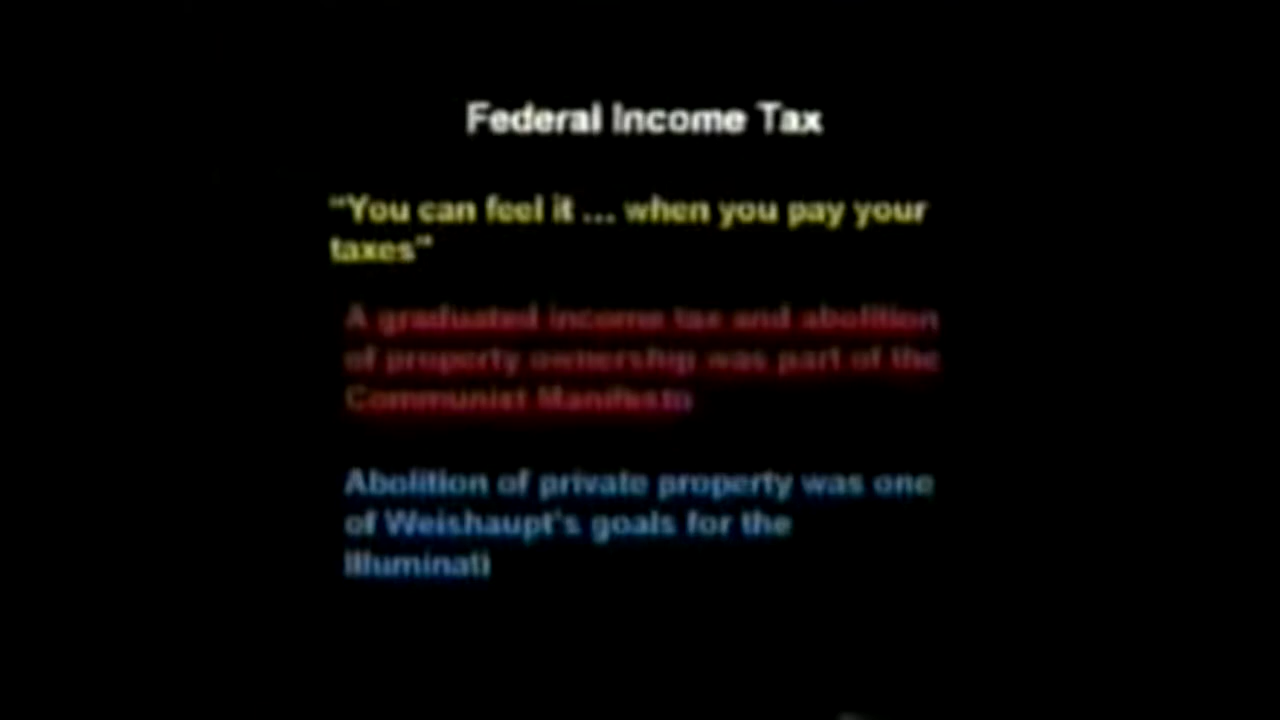 Federal Income Tax
"You can feel it ... when you pay your
taxes"
A graduated income tax and abolition
of property ownership was part of the
Communist Manifesto
Abolition of private property was one
of Weishaupt's goals for the
Illuminati